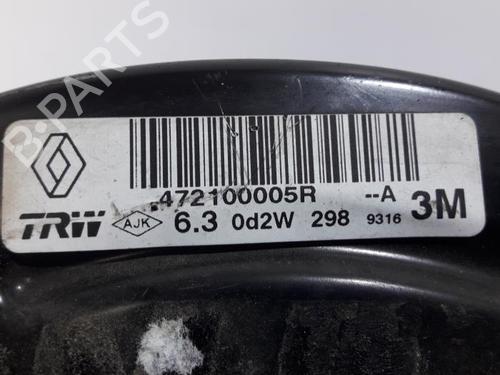 472100005R --A
TRW AJK 6.3 0d2W 298 9316 3M
B-PARTS